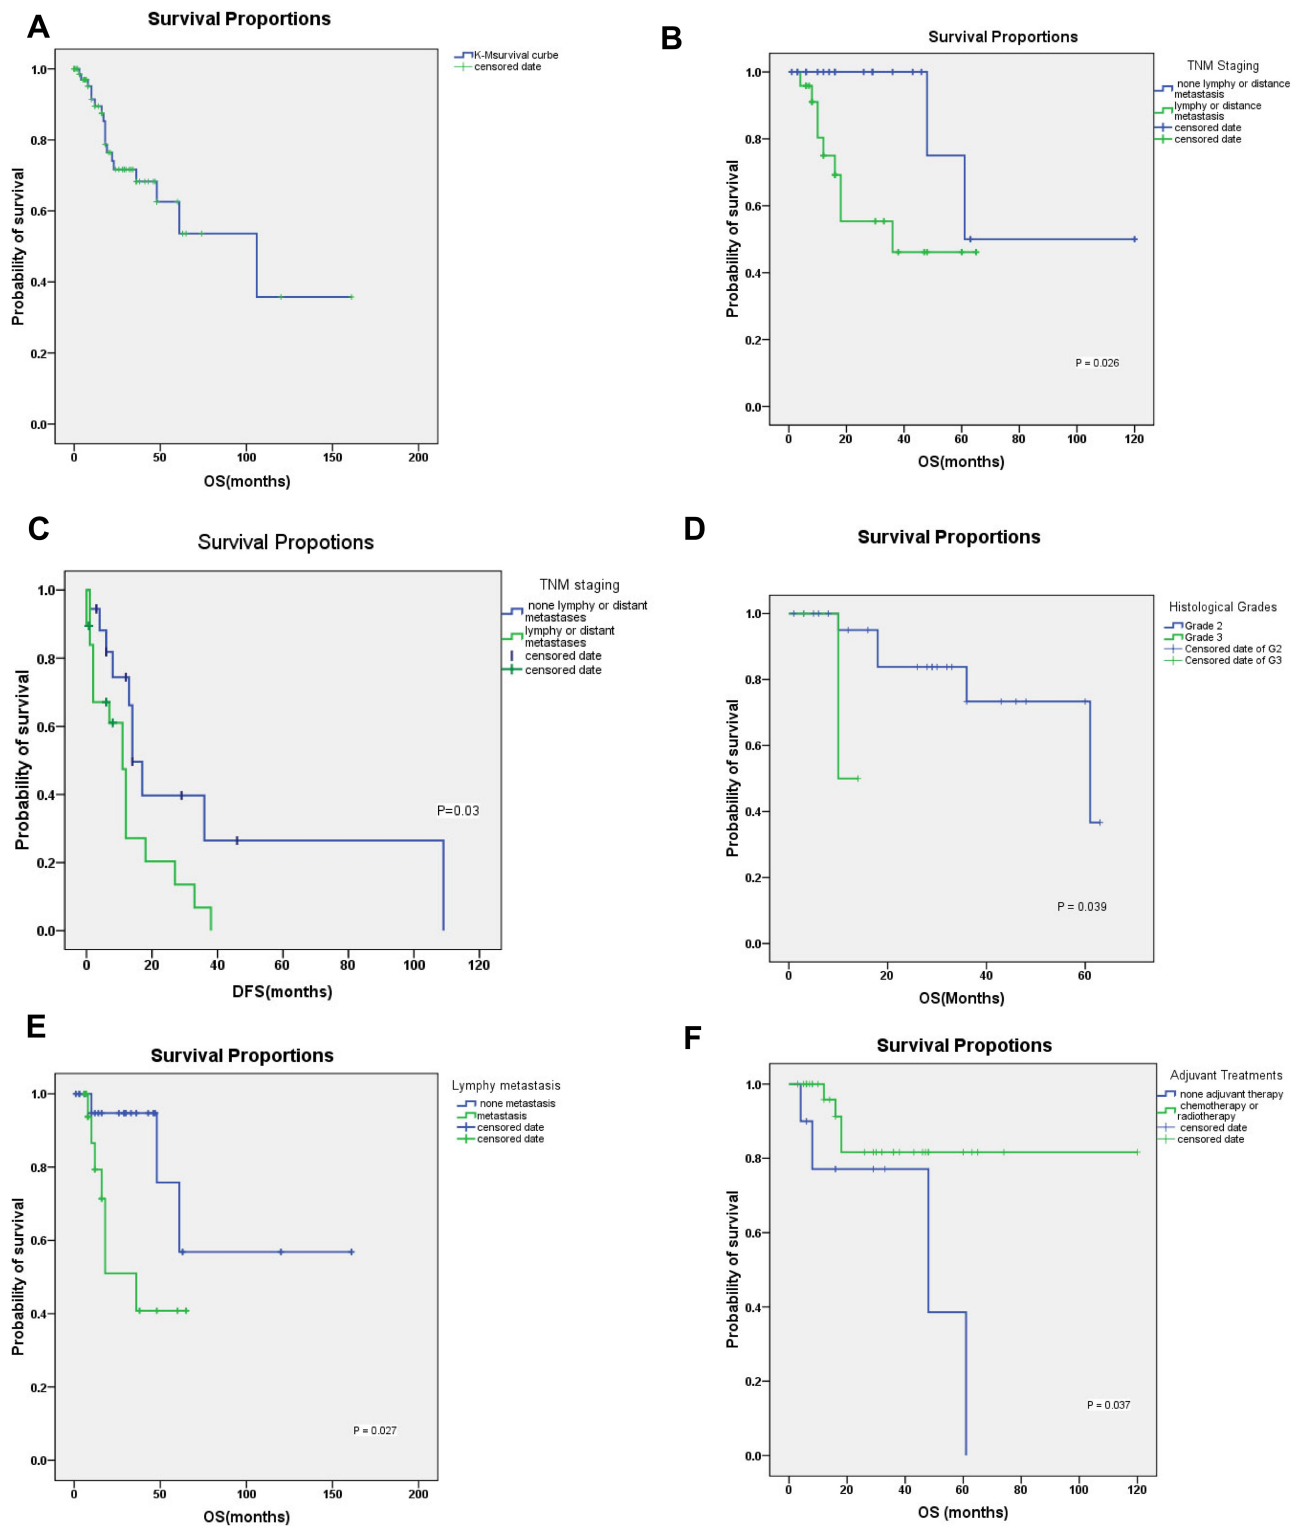 A
Survival Proportions
K-Msurvival curbe
censored date
1.0
0.8
0.6
0.4
0.2
0.0
Probability of survival
0
50
100
150
200
OS(months)
B
Survival Proportions
TNM Staging
none lymphy or distance
metastasis
lymphy or distance
metastasis
censored date
censored date
1.0
0.8
0.6
0.4
0.2
0.0
Probability of survival
P = 0.026
0
20
40
60
80
100
120
OS(months)
C
Survival Propotions
TNM staging
none lymphy or distant
metastases
lymphy or distant
metastases
censored date
censored date
1.0
0.8
0.6
0.4
0.2
0.0
Probability of survival
P=0.03
0
20
40
60
80
100
120
DFS(months)
D
Survival Proportions
Histological Grades
Grade 2
Grade 3
Censored date of G2
Censored date of G3
1.0
0.8
0.6
0.4
0.2
0.0
Probability of survival
P = 0.039
0
20
40
60
OS(Months)
E
Survival Proportions
Lymphy metastasis
none metastasis
metastasis
censored date
censored date
1.0
0.8
0.6
0.4
0.2
0.0
Probability of survival
P = 0.027
0
50
100
150
200
OS(months)
F
Survival Propotions
Adjuvant Treatments
none adjuvant therapy
chemotherapy or
radiotherapy
censored date
censored date
1.0
0.8
0.6
0.4
0.2
0.0
Probability of survival
P = 0.037
0
20
40
60
80
100
120
OS (months)